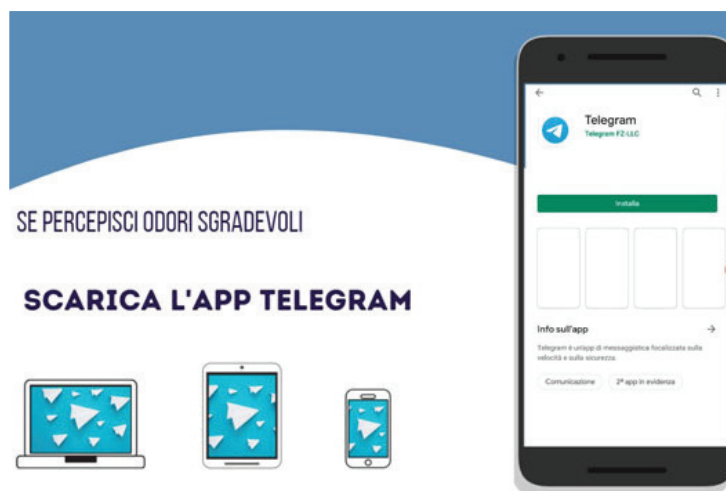 SE PERCEPISCI ODORI SGRADEVOLI
SCARICA L'APP TELEGRAM
Telegram
Telegram FZ-LLC
Installa
Info sull'app
Telegram è un'app di messaggistica focalizzata sulla
velocità e sulla sicurezza.
Comunicazione
2ª app in evidenza